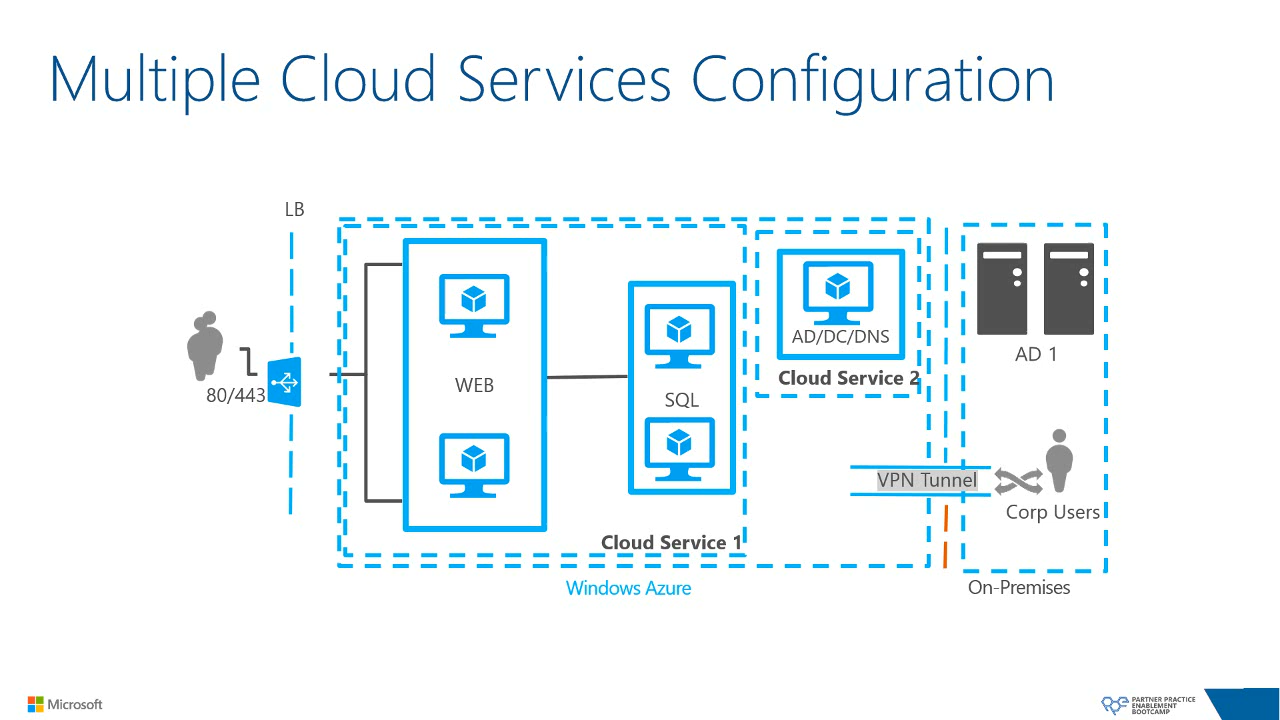 Multiple Cloud Services Configuration
LB
80/443
WEB
SQL
Cloud Service 1
AD/DC/DNS
Cloud Service 2
AD 1
VPN Tunnel
Corp Users
Windows Azure
On-Premises
Microsoft
PARTNER PRACTICE
ENABLEMENT
BOOTCAMP